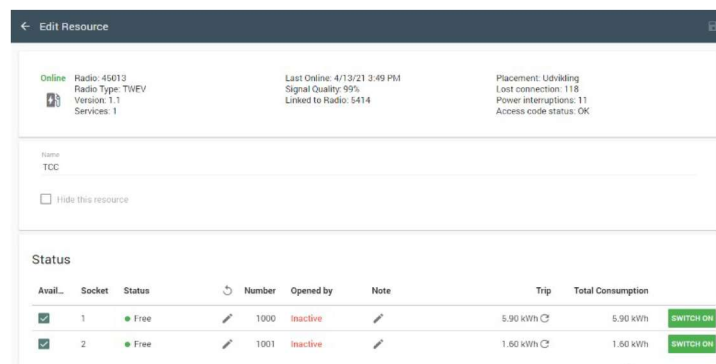 Edit Resource
Online
Radio: 45013
Radio Type: TWEV
Version: 1.1
Services: 1
Last Online: 4/13/21 3:49 PM
Signal Quality: 99%
Linked to Radio: 5414
Placement: Udvikling
Lost connection: 118
Power interruptions: 11
Access code status: OK
Name
TCC
Hide this resource
Status
Avail... Socket Status Number Opened by Note Trip Total Consumption
1 Free 1000 Inactive 5.90 kWh 5.90 kWh SWITCH ON
2 Free 1001 Inactive 1.60 kWh 1.60 kWh SWITCH ON